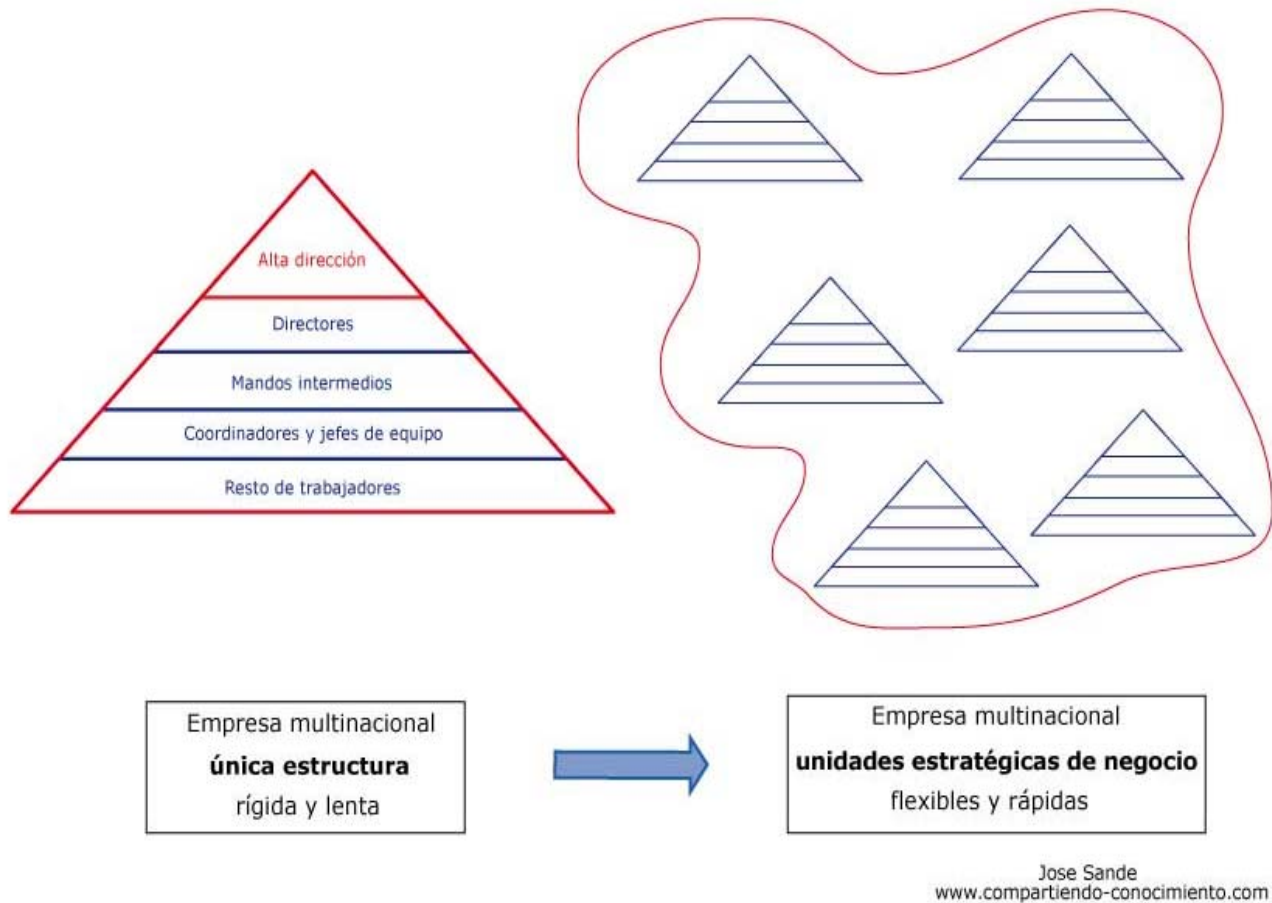 Alta dirección
Directores
Mandos intermedios
Coordinadores y jefes de equipo
Resto de trabajadores
Empresa multinacional
única estructura
rígida y lenta
Empresa multinacional
unidades estratégicas de negocio
flexibles y rápidas
Jose Sande
www.compartiendo-conocimiento.com